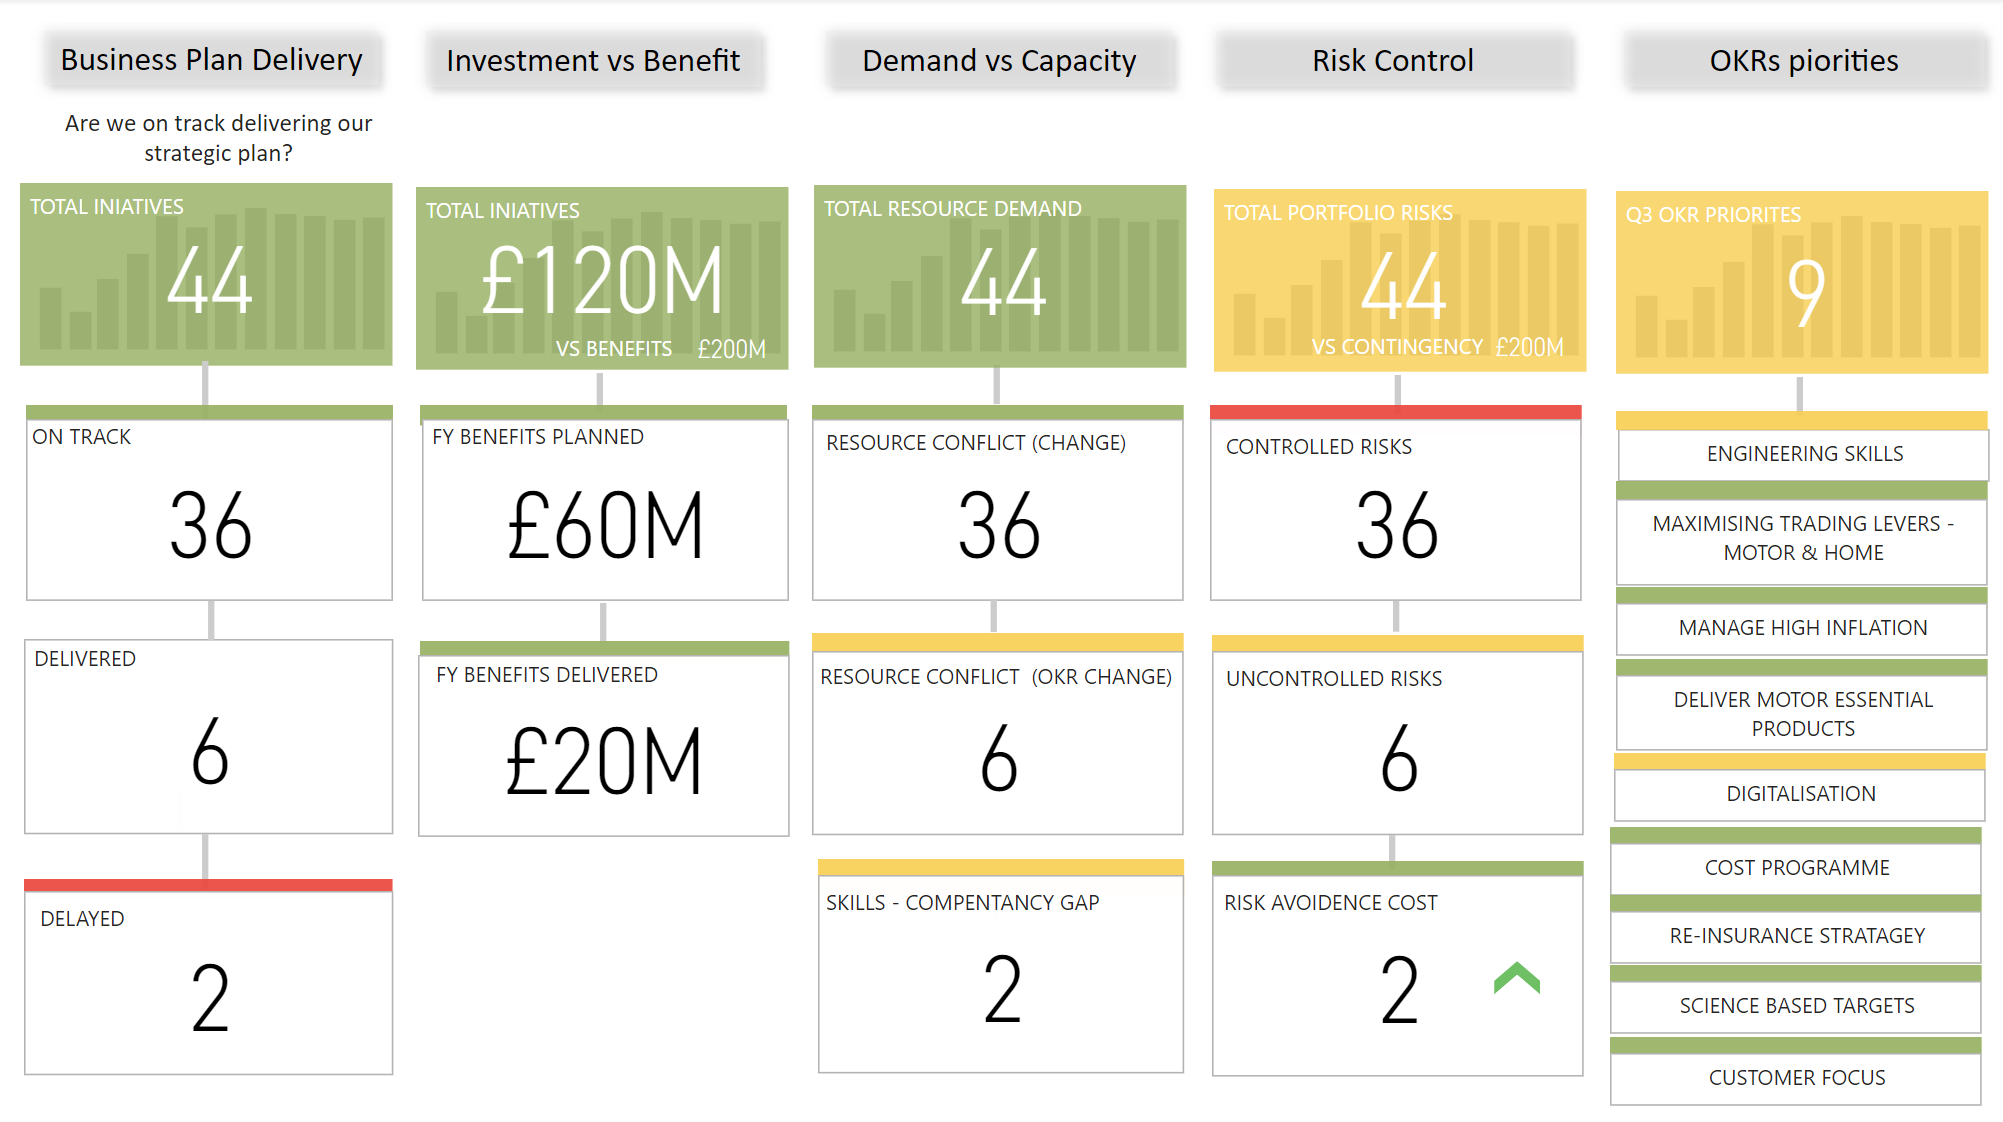 Business Plan Delivery
Are we on track delivering our
strategic plan?
TOTAL INIATIVES
44
ON TRACK
36
DELIVERED
6
DELAYED
2
Investment vs Benefit
TOTAL INIATIVES
£120M
VS BENEFITS £200M
FY BENEFITS PLANNED
£60M
FY BENEFITS DELIVERED
£20M
Demand vs Capacity
TOTAL RESOURCE DEMAND
44
RESOURCE CONFLICT (CHANGE)
36
RESOURCE CONFLICT (OKR CHANGE)
6
SKILLS - COMPENTANCY GAP
2
Risk Control
TOTAL PORTFOLIO RISKS
44
VS CONTINGENCY £200M
CONTROLLED RISKS
36
UNCONTROLLED RISKS
6
RISK AVOIDENCE COST
2
OKRs piorities
Q3 OKR PRIORITES
9
ENGINEERING SKILLS
MAXIMISING TRADING LEVERS -
MOTOR & HOME
MANAGE HIGH INFLATION
DELIVER MOTOR ESSENTIAL
PRODUCTS
DIGITALISATION
COST PROGRAMME
RE-INSURANCE STRATAGEY
SCIENCE BASED TARGETS
CUSTOMER FOCUS